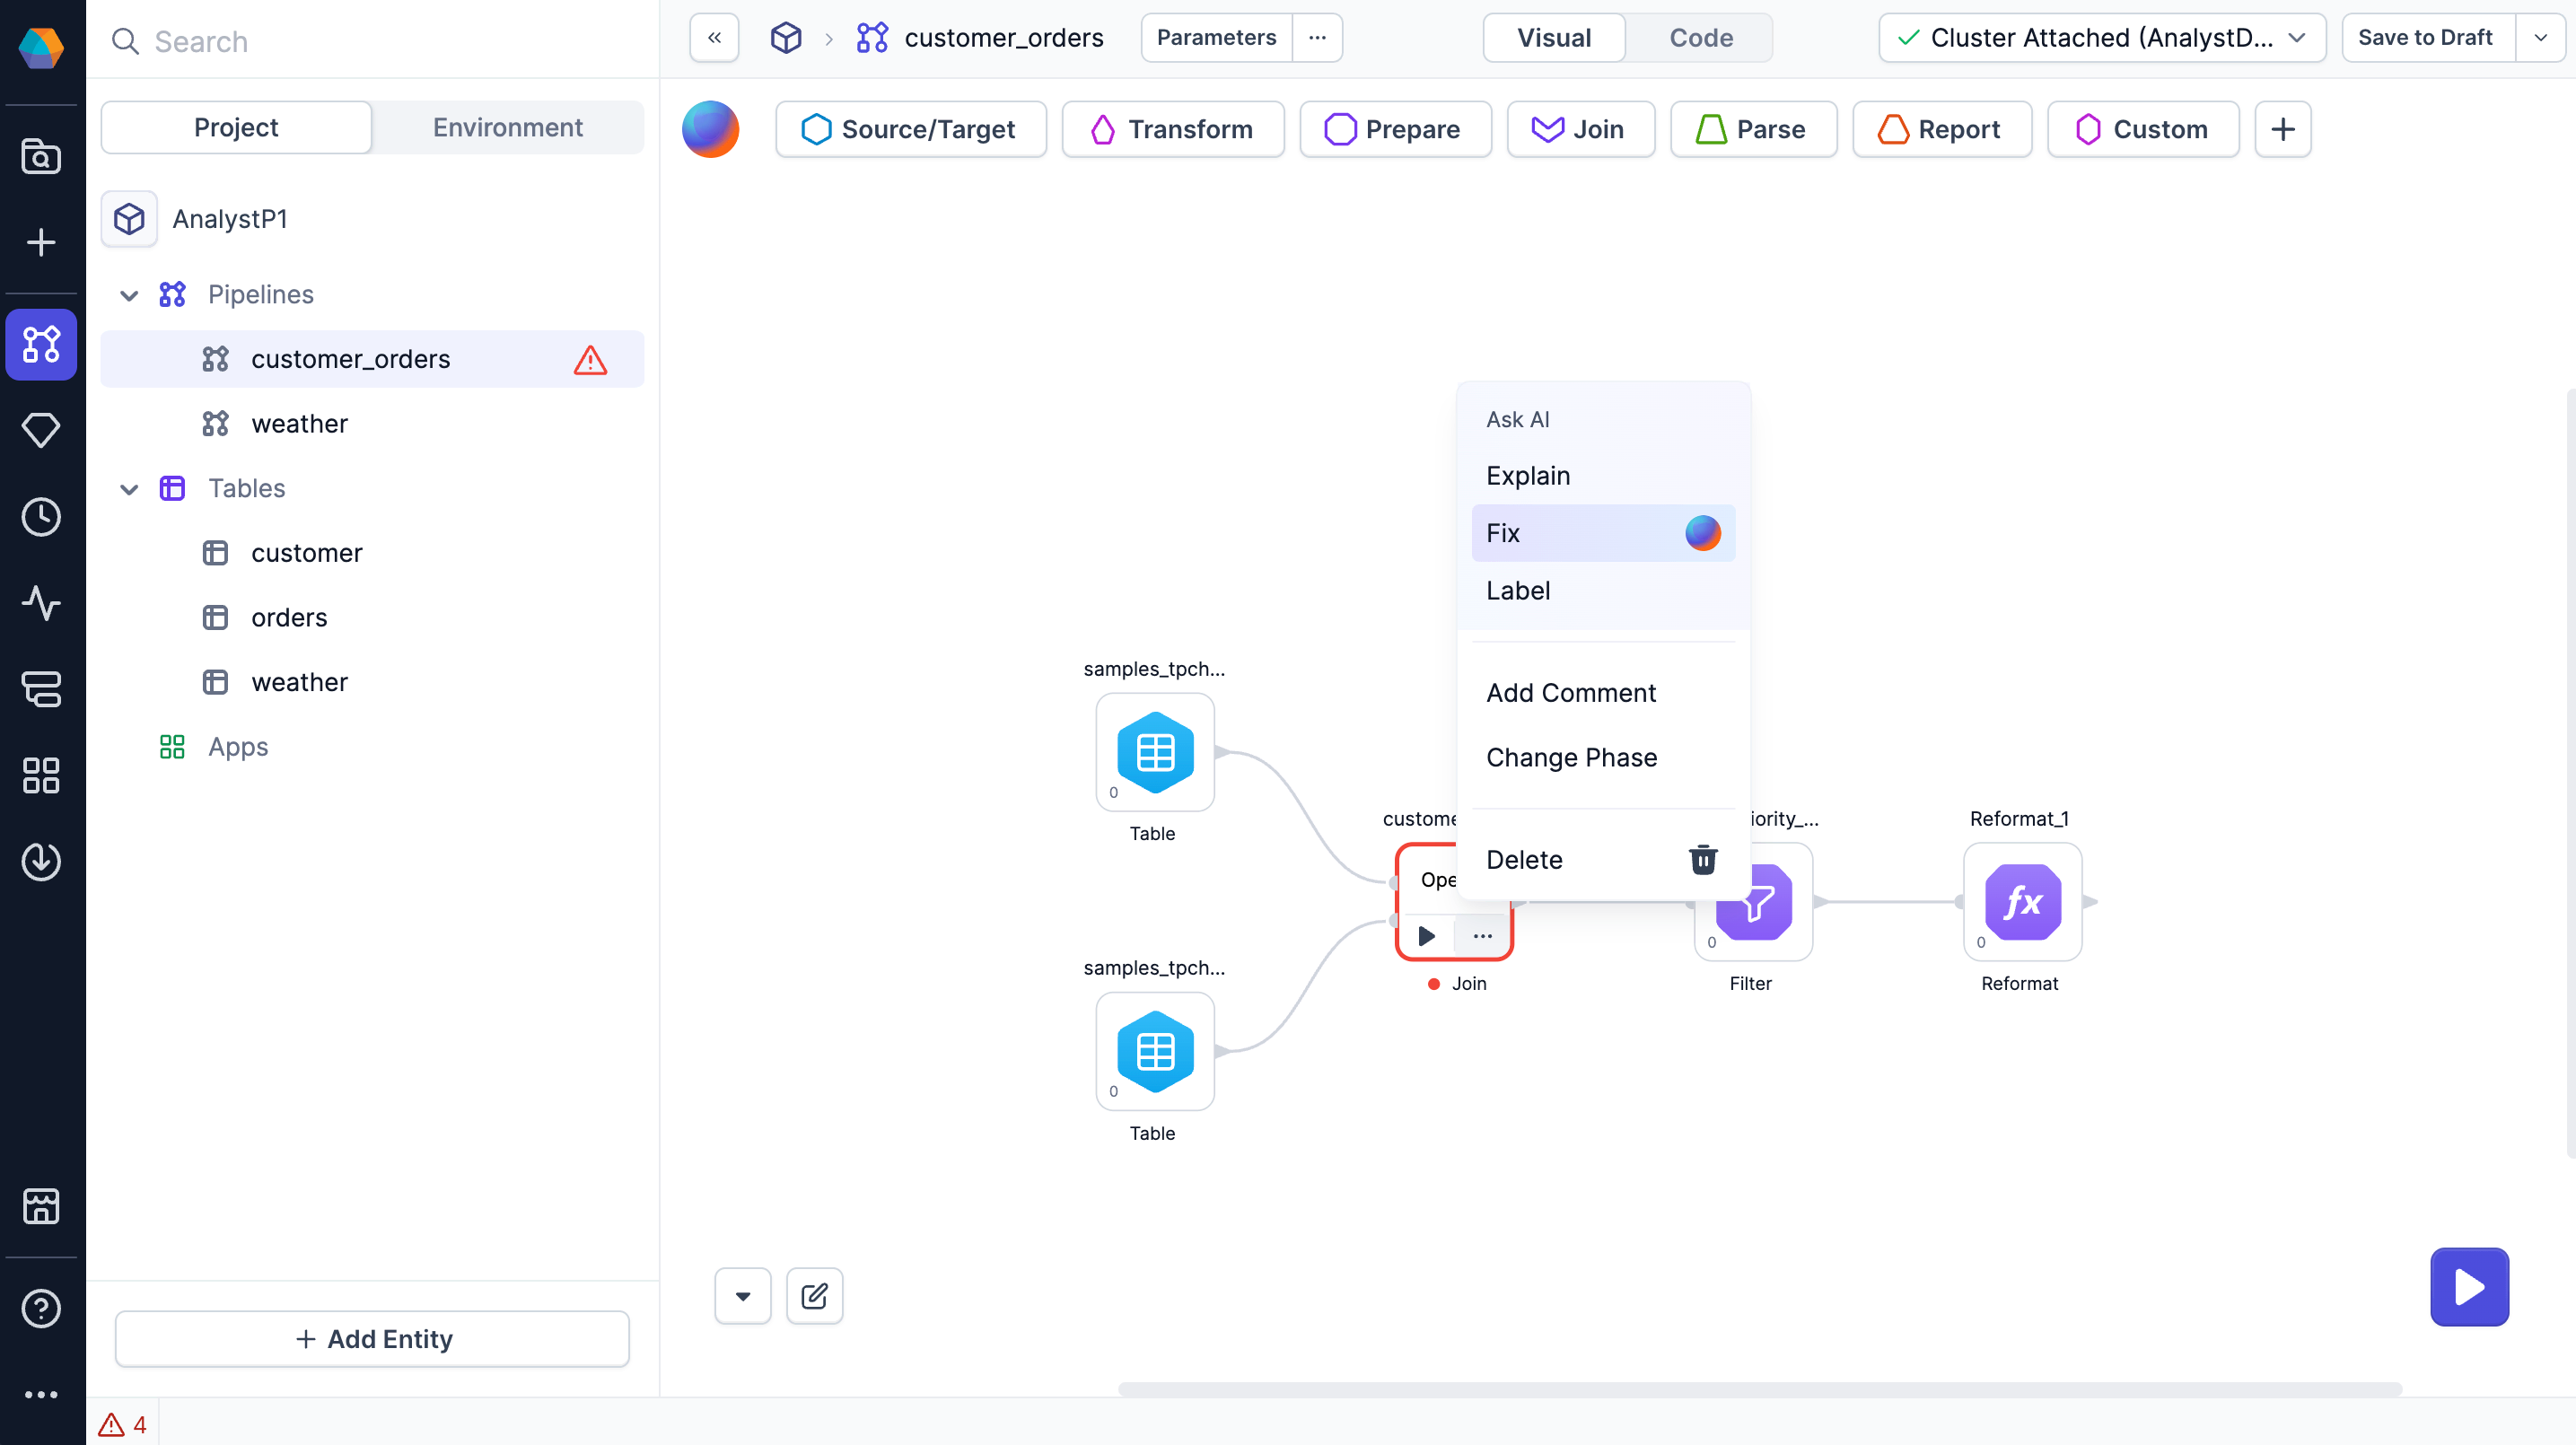 Search
customer_orders
Parameters
Visual
Code
Cluster Attached (AnalystD...
Save to Draft
Project
Environment
Source/Target
Transform
Prepare
Join
Parse
Report
Custom
AnalystP1
Pipelines
customer_orders
weather
Tables
customer
orders
weather
Apps
Add Entity
4
Ask AI
Explain
Fix
Label
Add Comment
Change Phase
Delete
samples_tpch...
0
Table
samples_tpch...
0
Table
custome
Ope
Join
iority_...
0
Filter
Reformat_1
fx
0
Reformat